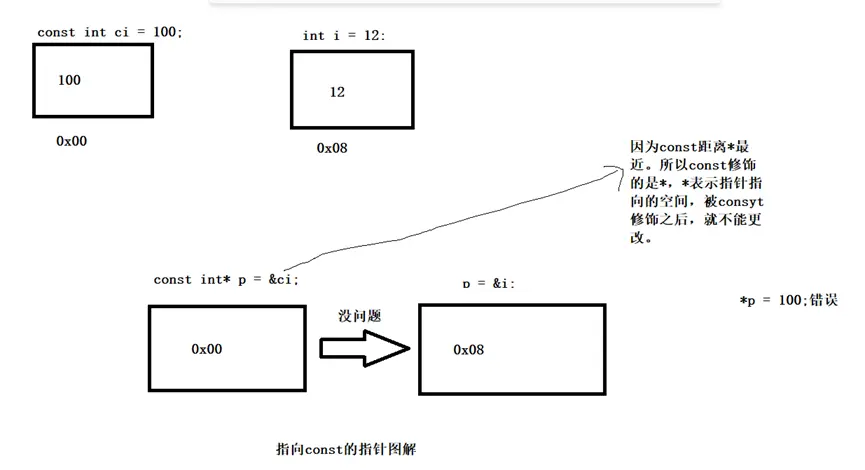 const int ci = 100;
int i = 12:
100
12
0x00
0x08
因为const距离*最
近。所以const修饰
的是*，*表示指针指
向的空间，被consyt
修饰之后，就不能更
改。
const int* p = &ci;
p = &i:
*p = 100;错误
没问题
0x00
0x08
指向const的指针图解